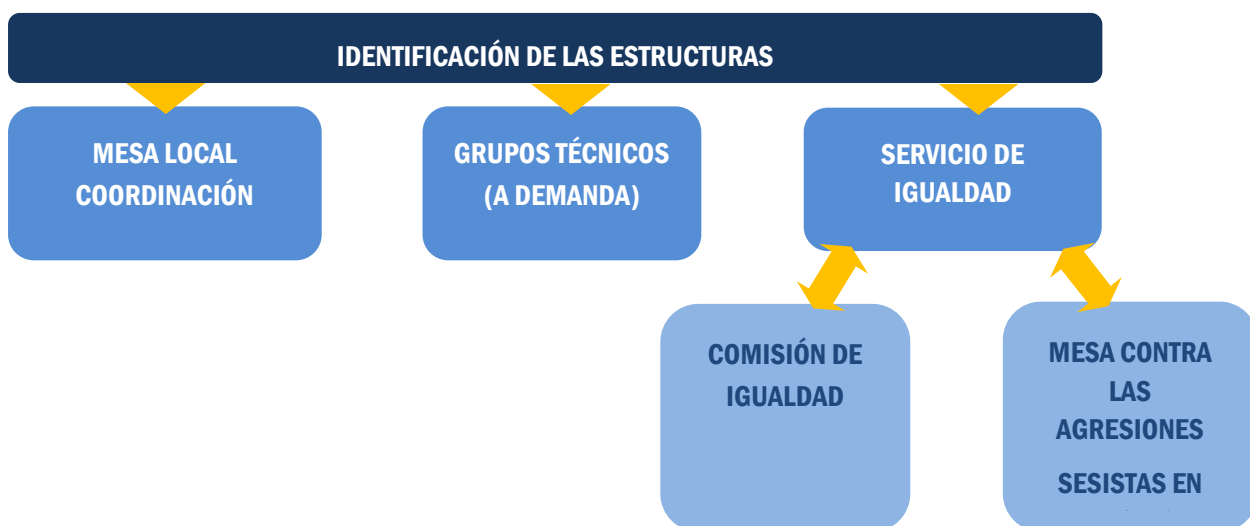 IDENTIFICACIÓN DE LAS ESTRUCTURAS
MESA LOCAL
COORDINACIÓN
GRUPOS TÉCNICOS
(A DEMANDA)
SERVICIO DE
IGUALDAD
COMISIÓN DE
IGUALDAD
MESA CONTRA
LAS
AGRESIONES
SESISTAS EN